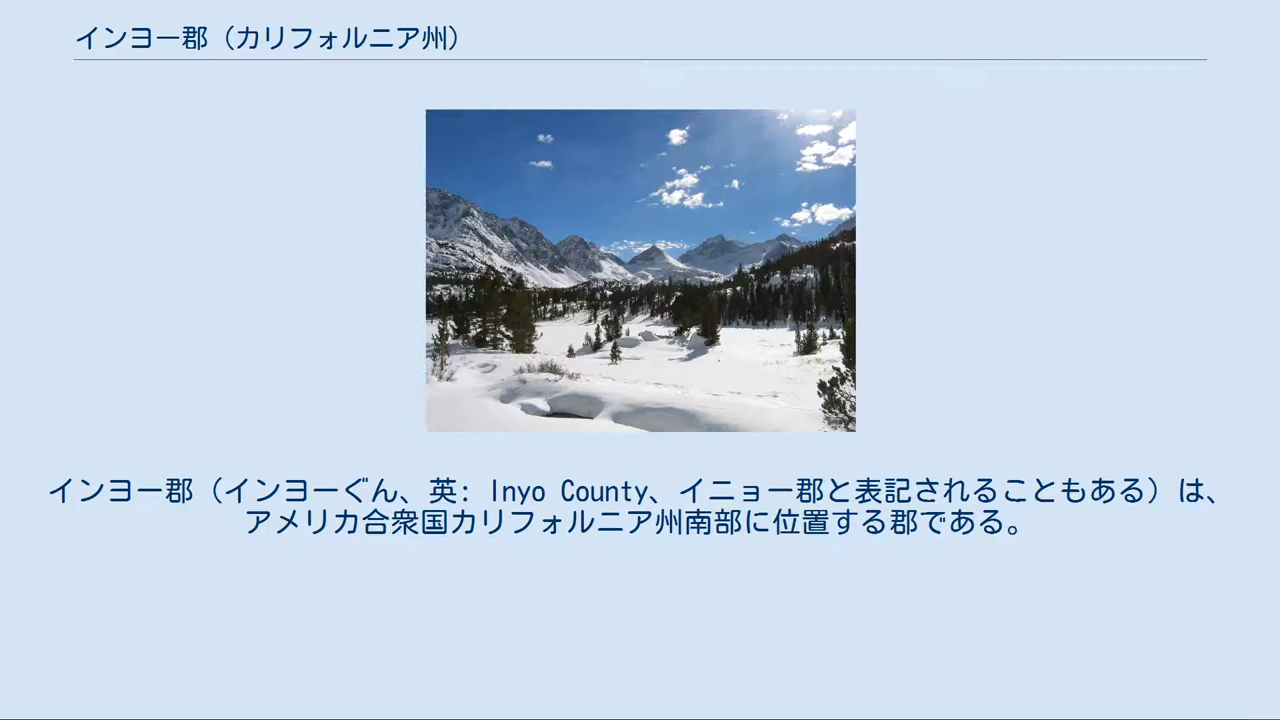 インヨー郡（カリフォルニア州）
インヨー郡（インヨーぐん、英: Inyo County、イニョー郡と表記されることもある）は、
アメリカ合衆国カリフォルニア州南部に位置する郡である。